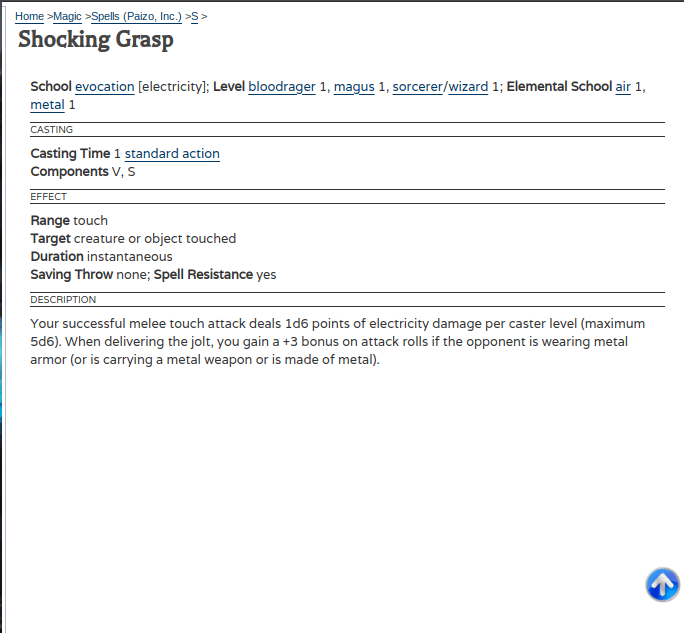 Home >Magic >Spells (Paizo, Inc.) >S >
Shocking Grasp
School evocation [electricity]; Level bloodrager 1, magus 1, sorcerer/wizard 1; Elemental School air 1,
metal 1
CASTING
Casting Time 1 standard action
Components V, S
EFFECT
Range touch
Target creature or object touched
Duration instantaneous
Saving Throw none; Spell Resistance yes
DESCRIPTION
Your successful melee touch attack deals 1d6 points of electricity damage per caster level (maximum
5d6). When delivering the jolt, you gain a +3 bonus on attack rolls if the opponent is wearing metal
armor (or is carrying a metal weapon or is made of metal).